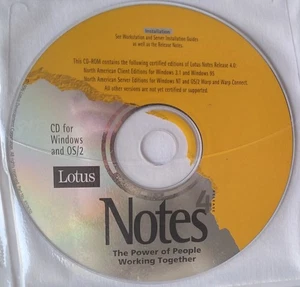 Installation:
See Workstation and Server Installation Guides
as well as the Release Notes.
This CD-ROM contains the following certified editions of Lotus Notes Release 4.0:
North American Client Editions for Windows 3.1 and Windows 95
North American Server Editions for Windows NT and OS/2 Warp and Warp Connect.
All other versions are not yet certified or supported.
CD for
Windows
and OS/2
Lotus
Notes
4
The Power of People
Working Together